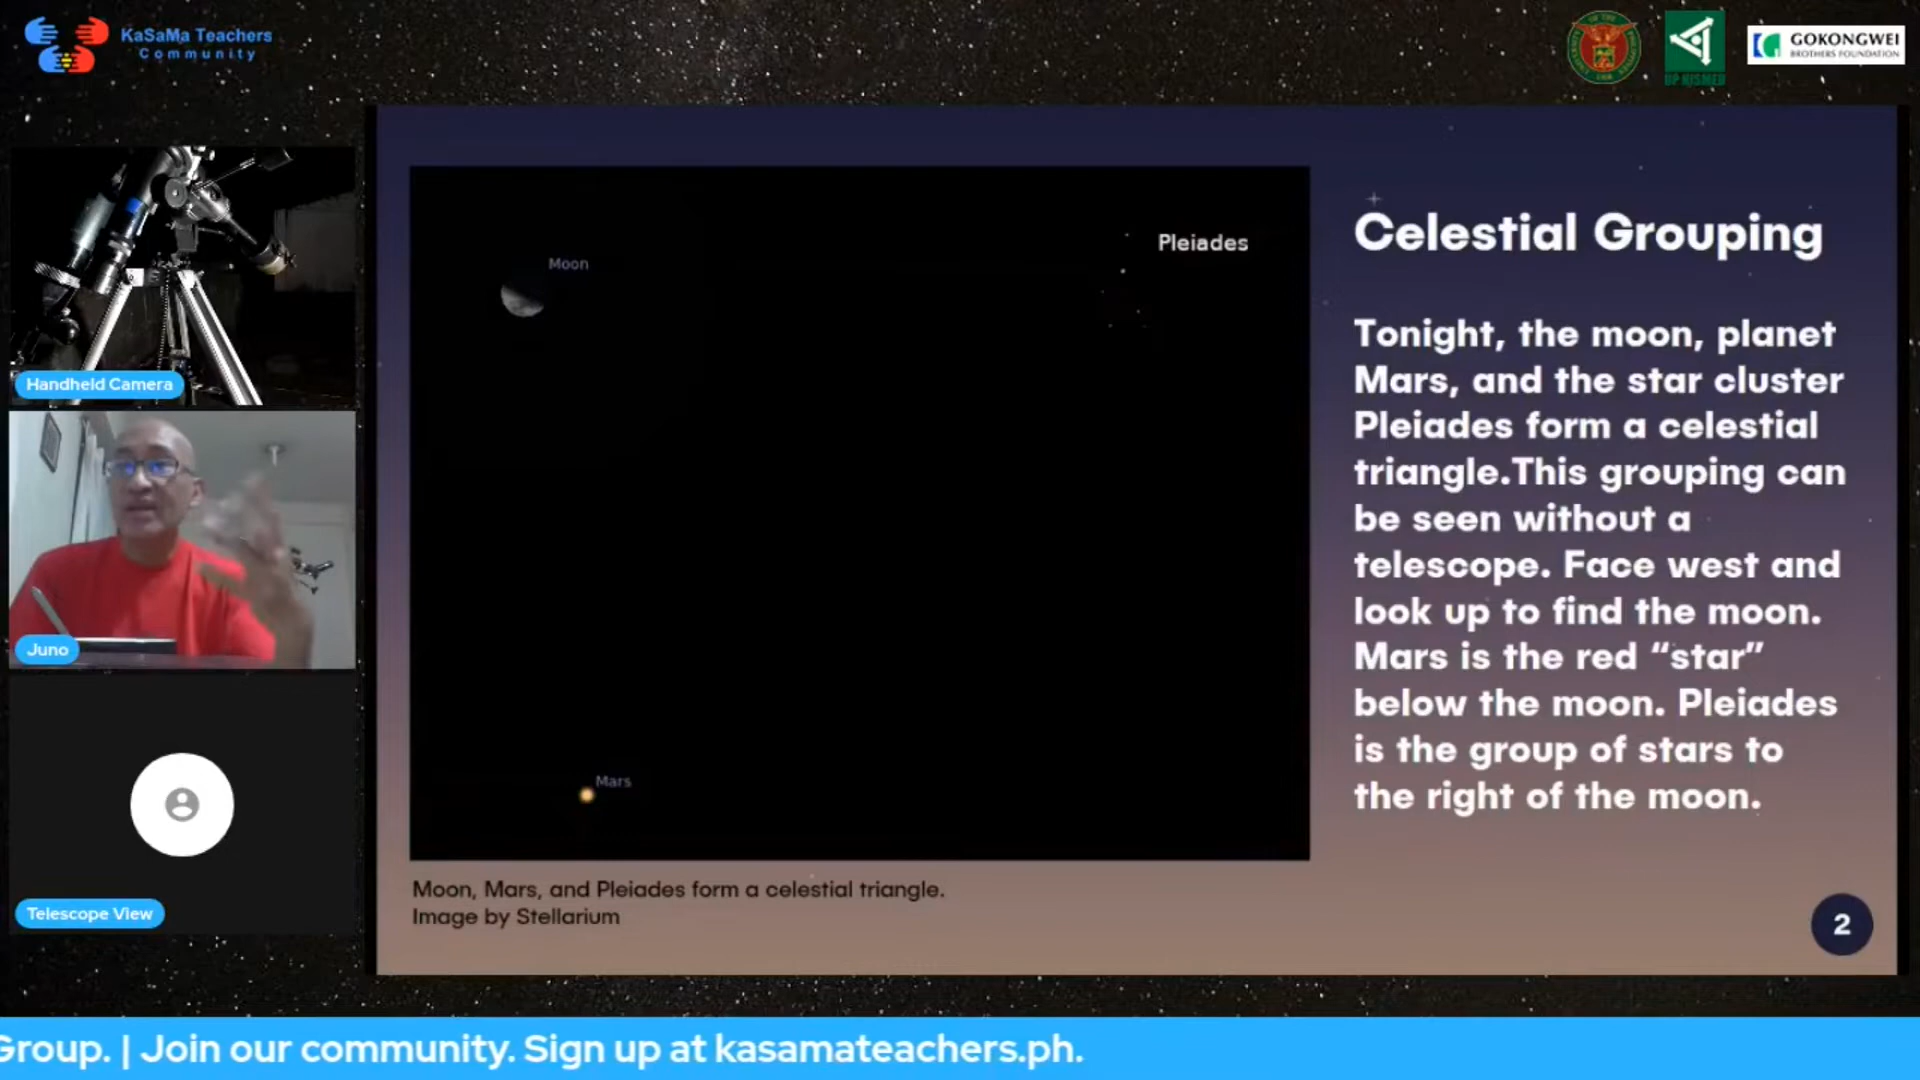 KaSaMa Teachers
Community
UP NISMED
GOKONGWEI
BROTHERS FOUNDATION
Handheld Camera
Juno
Telescope View
Moon
Pleiades
Mars
Moon, Mars, and Pleiades form a celestial triangle.
Image by Stellarium
Celestial Grouping
Tonight, the moon, planet
Mars, and the star cluster
Pleiades form a celestial
triangle.This grouping can
be seen without a
telescope. Face west and
look up to find the moon.
Mars is the red “star”
below the moon. Pleiades
is the group of stars to
the right of the moon.
2
Group. | Join our community. Sign up at kasamateachers.ph.